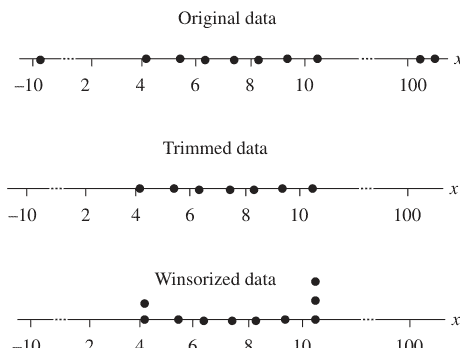 Original data
–10 2 4 6 8 10 100 x
Trimmed data
–10 2 4 6 8 10 100 x
Winsorized data
–10 2 4 6 8 10 100 x